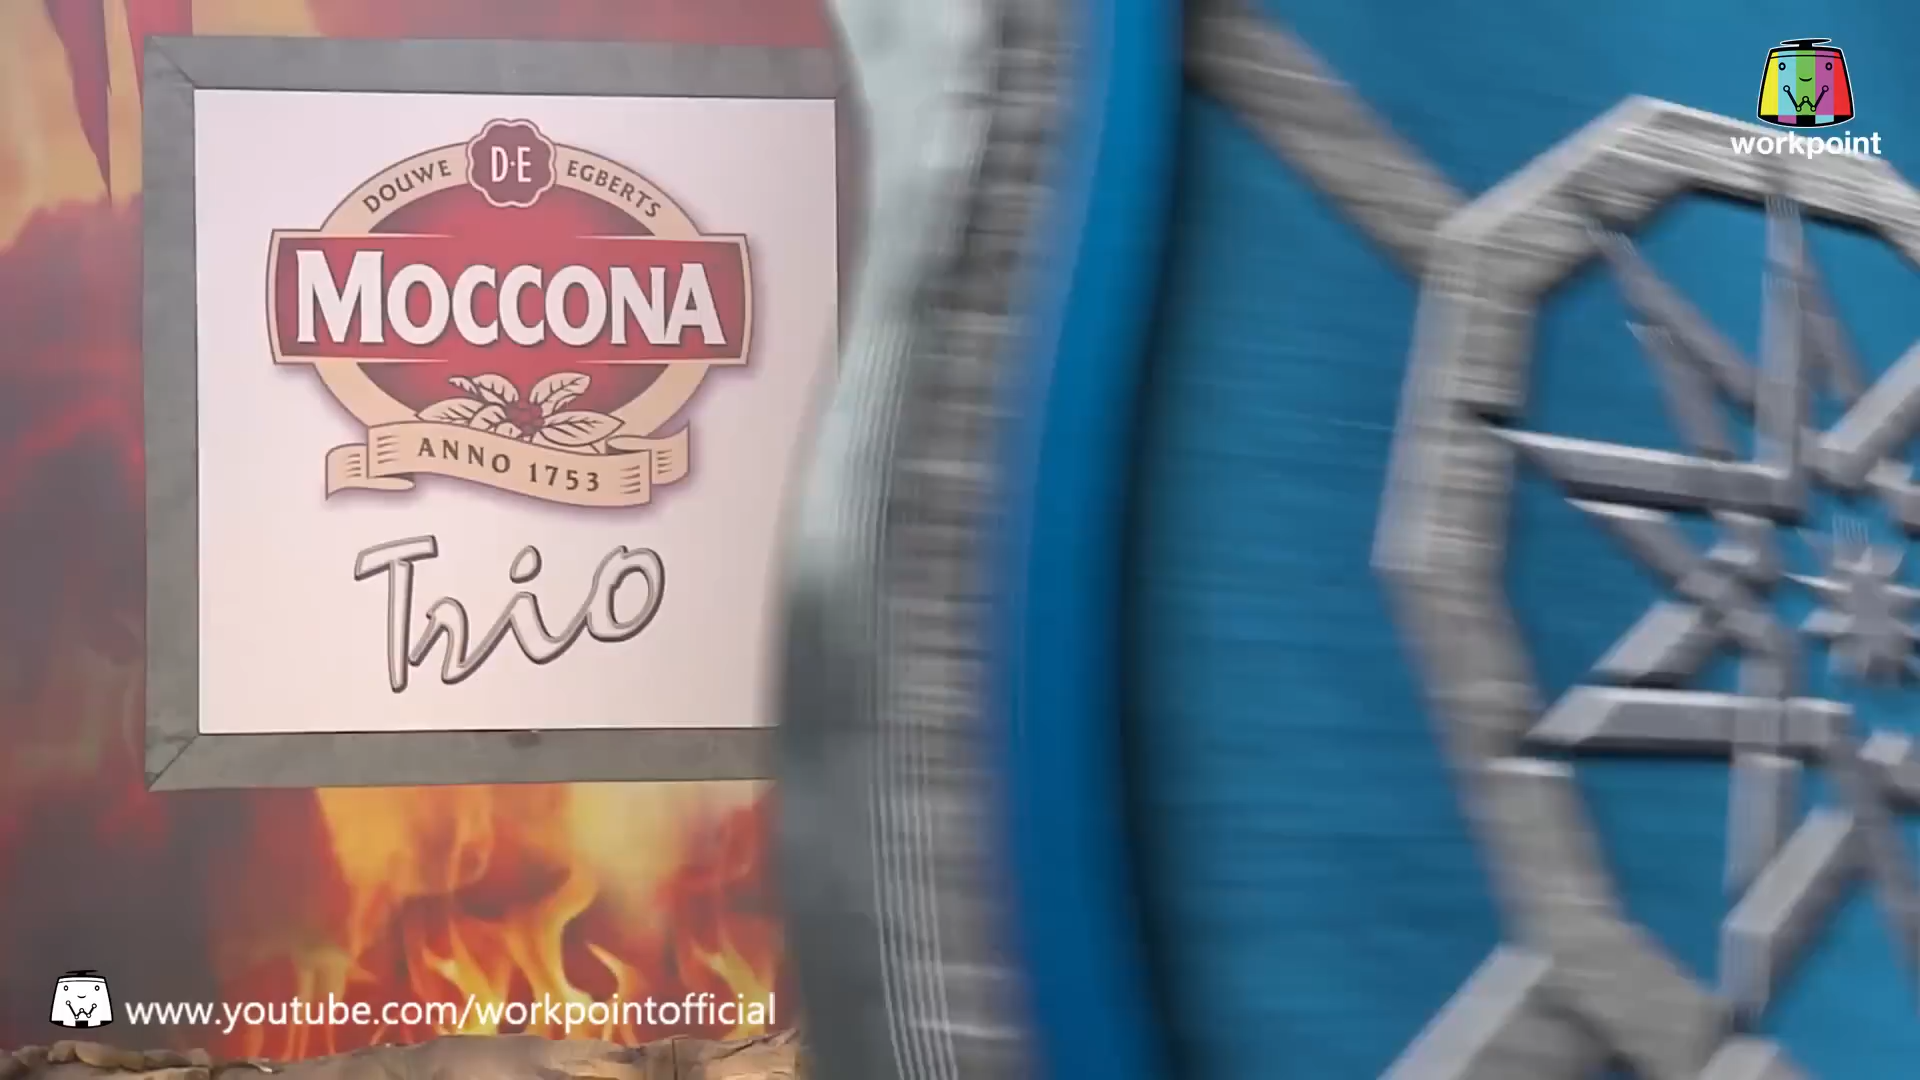 DOUWE D·E EGBERTS
MOCCONA
ANNO 1753
Trio
workpoint
www.youtube.com/workpointofficial